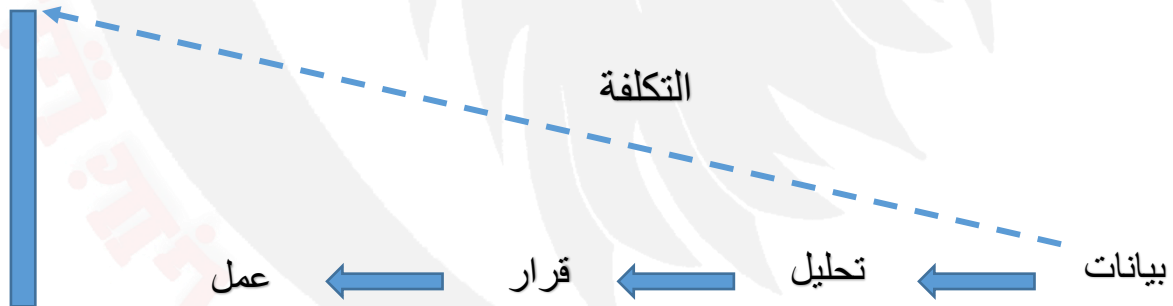 التكلفة
بيانات
تحليل
قرار
عمل